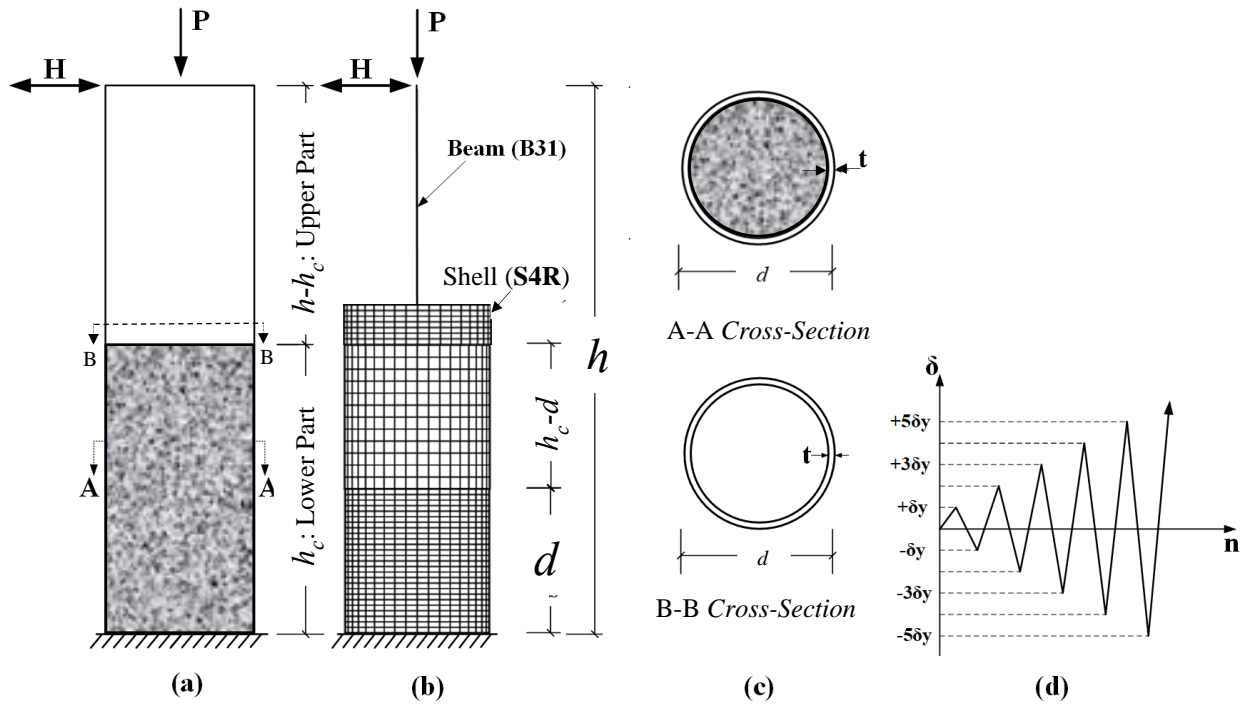 P
H
h-hc: Upper Part
B
B
A
A
hc: Lower Part
(a)
P
H
Beam (B31)
Shell (S4R)
hc-d
d
h
(b)
t
d
A-A Cross-Section
t
d
B-B Cross-Section
(c)
δ
+5δy
+3δy
+δy
-δy
-3δy
-5δy
n
(d)